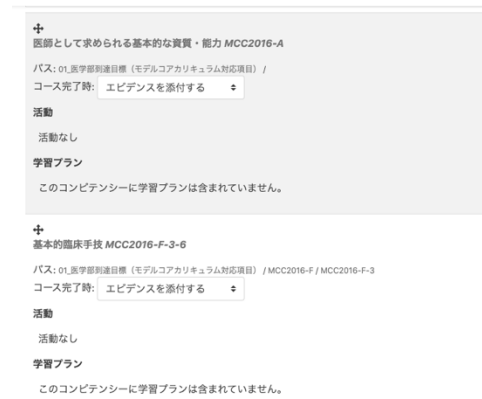 医師として求められる基本的な資質・能力 MCC2016-A
パス: 01_医学部到達目標（モデルコアカリキュラム対応項目） /
コース完了時: エビデンスを添付する
活動
活動なし
学習プラン
このコンピテンシーに学習プランは含まれていません。
基本的臨床手技 MCC2016-F-3-6
パス: 01_医学部到達目標（モデルコアカリキュラム対応項目） / MCC2016-F / MCC2016-F-3
コース完了時: エビデンスを添付する
活動
活動なし
学習プラン
このコンピテンシーに学習プランは含まれていません。